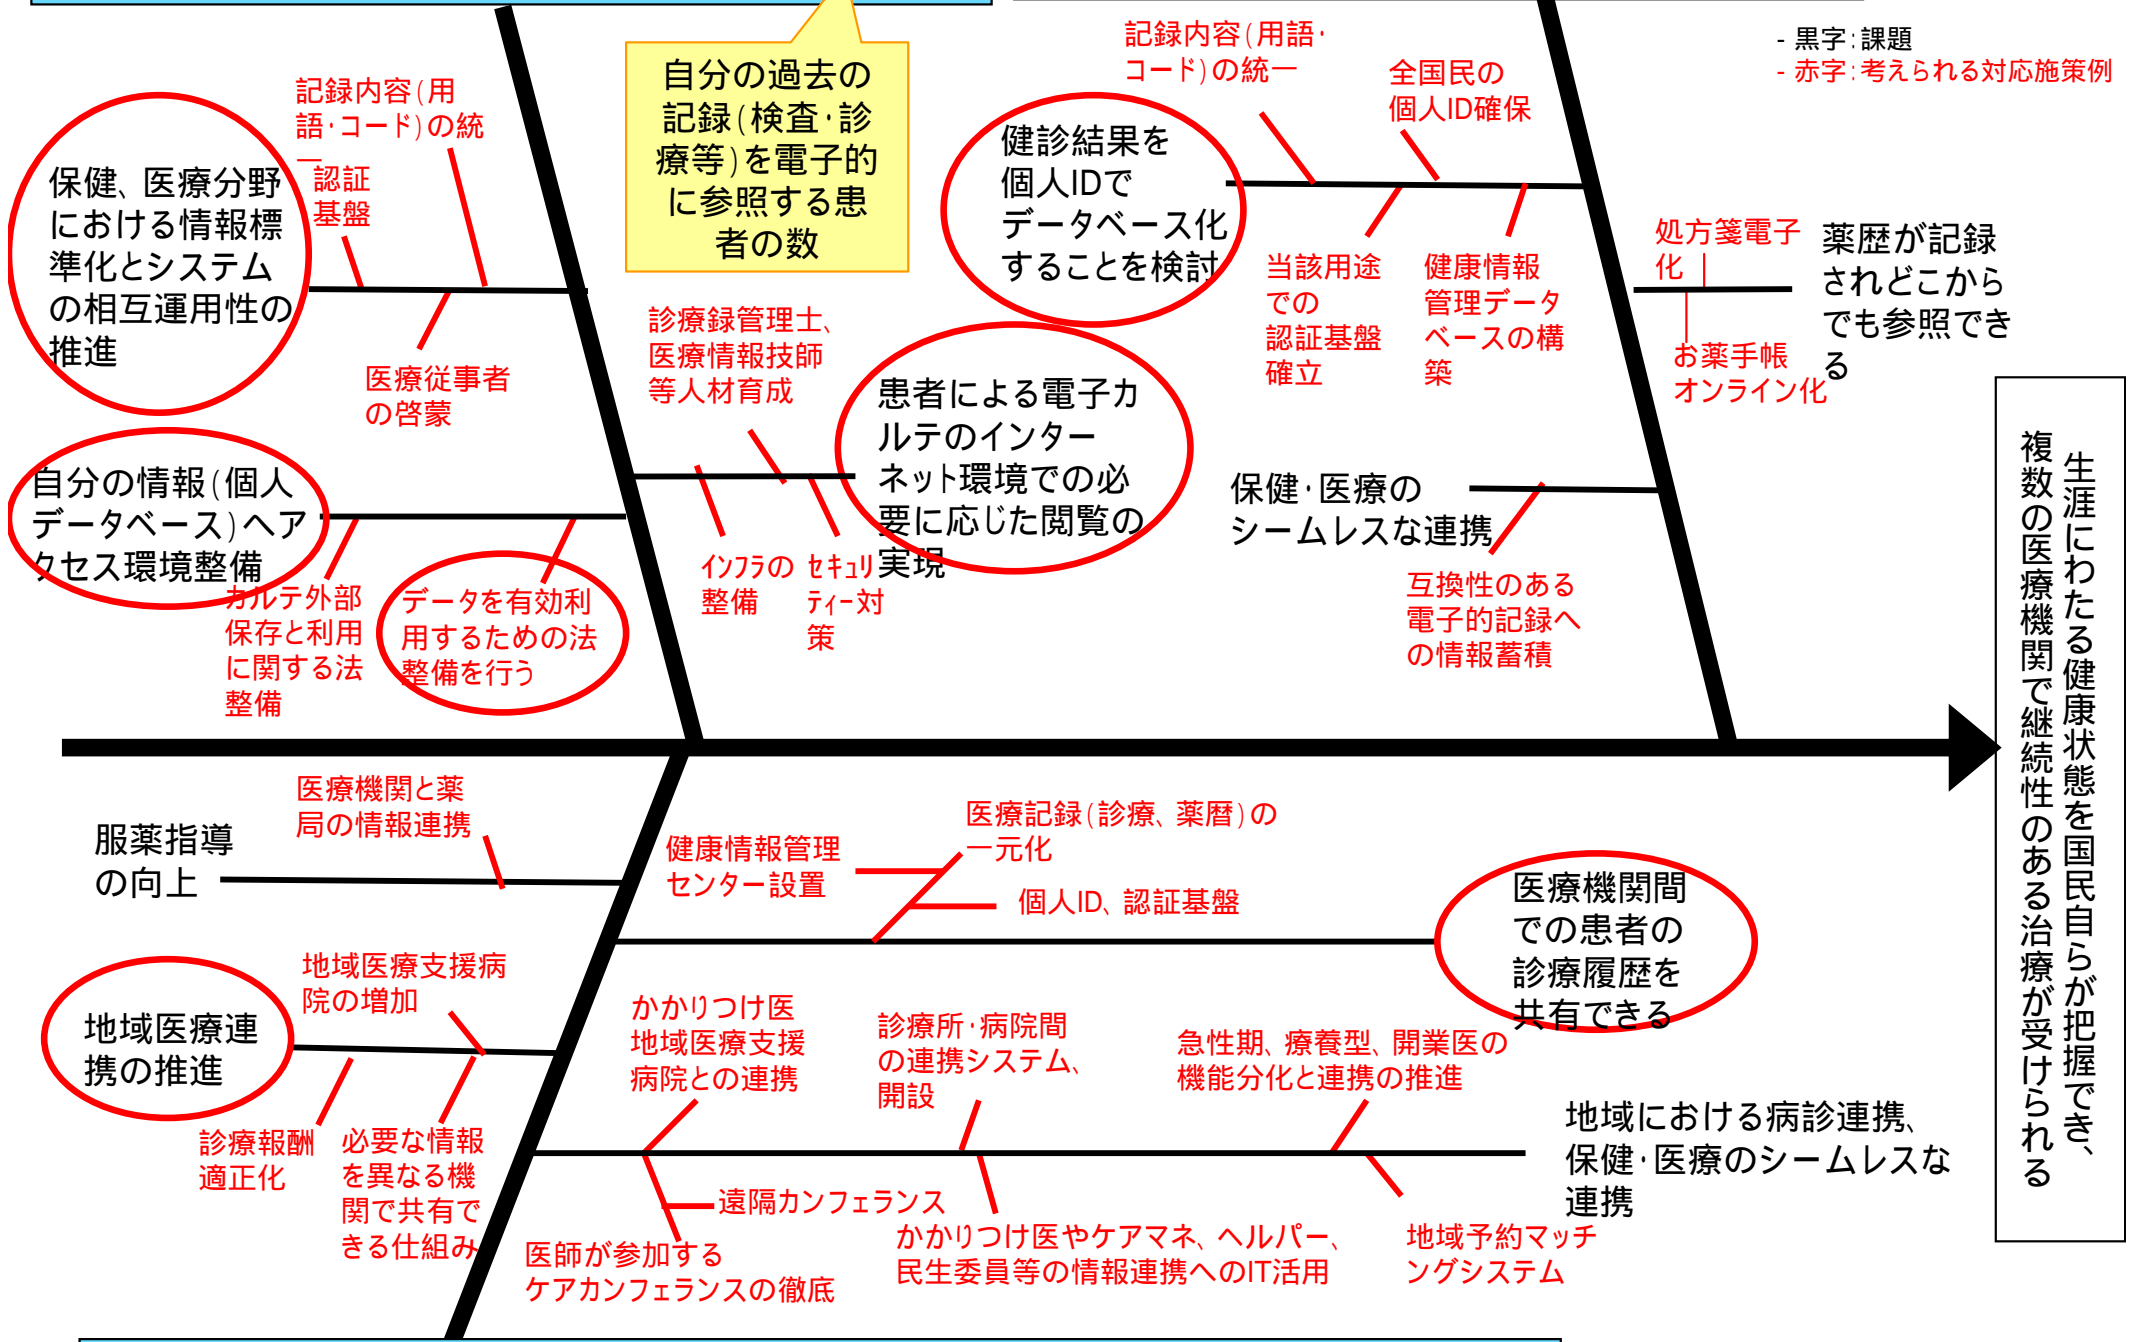 - 黒字：課題
- 赤字：考えられる対応施策例
自分の過去の
記録（検査・診
療等）を電子的
に参照する患
者の数
記録内容（用
語・コード）の統
一
認証
基盤
保健、医療分野
における情報標
準化とシステム
の相互運用性の
推進
医療従事者
の啓蒙
自分の情報（個人
データベース）へア
クセス環境整備
カルテ外部
保存と利用
に関する法
整備
データを有効利
用するための法
整備を行う
記録内容（用語・
コード）の統一
全国民の
個人ID確保
健診結果を
個人IDで
データベース化
することを検討
当該用途
での
認証基盤
確立
健康情報
管理データ
ベースの構
築
診療録管理士、
医療情報技師
等人材育成
患者による電子カ
ルテのインター
ネット環境での必
要に応じた閲覧の
実現
インフラの
整備
セキュリ
ティー対
策
処方箋電子
化
薬歴が記録
されどこから
でも参照でき
る
お薬手帳
オンライン化
保健・医療の
シームレスな連携
互換性のある
電子的記録へ
の情報蓄積
生涯にわたる健康状態を国民自らが把握でき、
複数の医療機関で継続性のある治療が受けられる
医療機関と薬
局の情報連携
服薬指導
の向上
健康情報管理
センター設置
医療記録（診療、薬暦）の
一元化
個人ID、認証基盤
医療機関間
での患者の
診療履歴を
共有できる
地域医療支援病
院の増加
地域医療連
携の推進
診療報酬
適正化
必要な情報
を異なる機
関で共有で
きる仕組み
かかりつけ医
地域医療支援
病院との連携
診療所・病院間
の連携システム、
開設
急性期、療養型、開業医の
機能分化と連携の推進
地域における病診連携、
保健・医療のシームレスな
連携
遠隔カンフェランス
医師が参加する
ケアカンフェランスの徹底
かかりつけ医やケアマネ、ヘルパー、
民生委員等の情報連携へのIT活用
地域予約マッチ
ングシステム